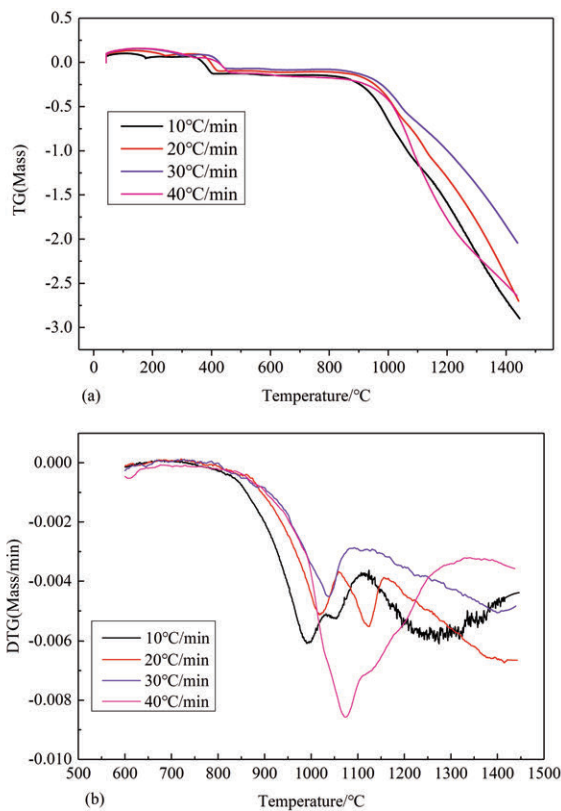 0.5
0.0
-0.5
-1.0
-1.5
-2.0
-2.5
-3.0
TG(Mass)
10°C/min
20°C/min
30°C/min
40°C/min
0 200 400 600 800 1000 1200 1400
(a)
Temperature/°C
0.000
-0.002
-0.004
-0.006
-0.008
-0.010
DTG(Mass/min)
10°C/min
20°C/min
30°C/min
40°C/min
500 600 700 800 900 1000 1100 1200 1300 1400 1500
(b)
Temperature/°C